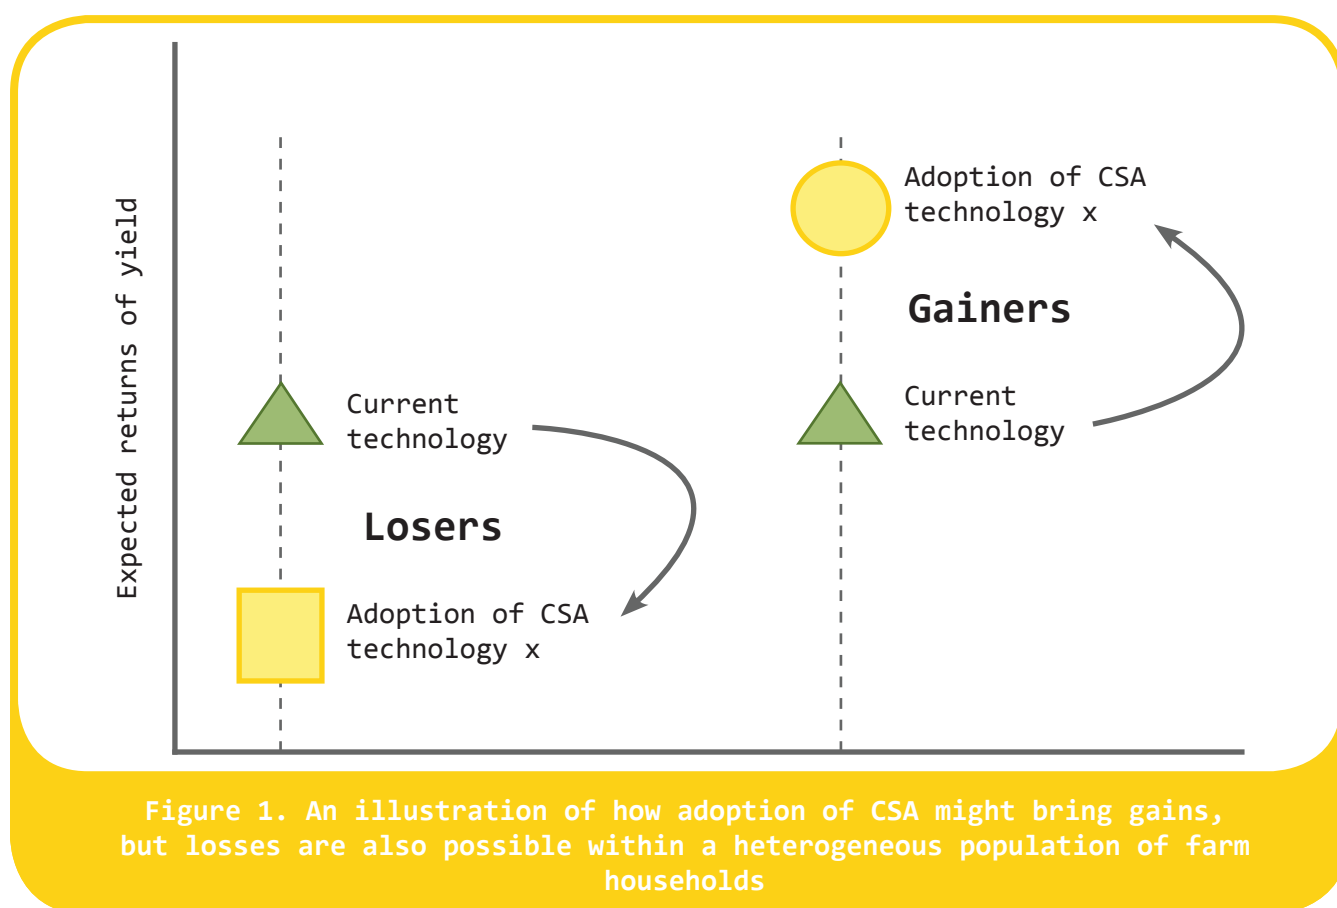 Expected returns of yield
Adoption of CSA
technology x
Gainers
Current
technology
Current
technology
Losers
Adoption of CSA
technology x
Figure 1. An illustration of how adoption of CSA might bring gains,
but losses are also possible within a heterogeneous population of farm
households